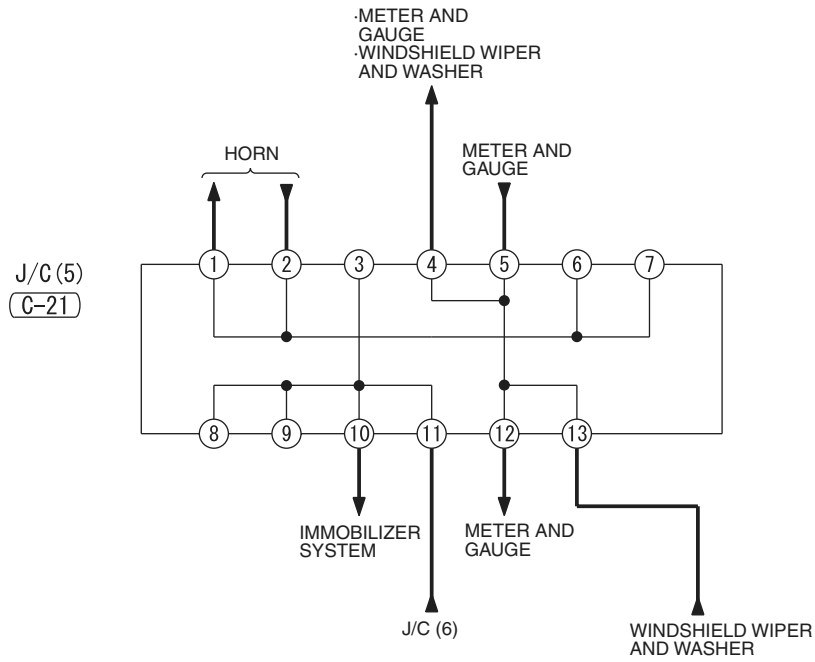 ·METER AND
GAUGE
·WINDSHIELD WIPER
AND WASHER
HORN
METER AND
GAUGE
J/C (5)
C-21
1 2 3 4 5 6 7
8 9 10 11 12 13
IMMOBILIZER
SYSTEM
METER AND
GAUGE
J/C (6)
WINDSHIELD WIPER
AND WASHER